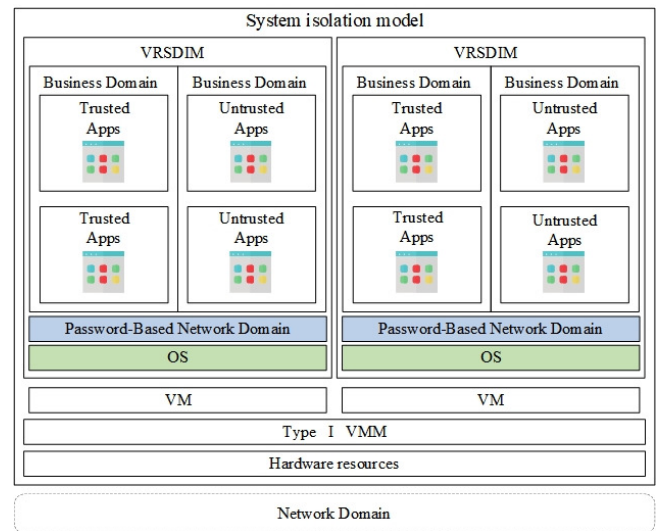 System isolation model
VRSDIM
VRSDIM
Business Domain
Business Domain
Business Domain
Business Domain
Trusted
Apps
Untrusted
Apps
Trusted
Apps
Untrusted
Apps
Trusted
Apps
Untrusted
Apps
Trusted
Apps
Untrusted
Apps
Password-Based Network Domain
Password-Based Network Domain
OS
OS
VM
VM
Type I VMM
Hardware resources
Network Domain